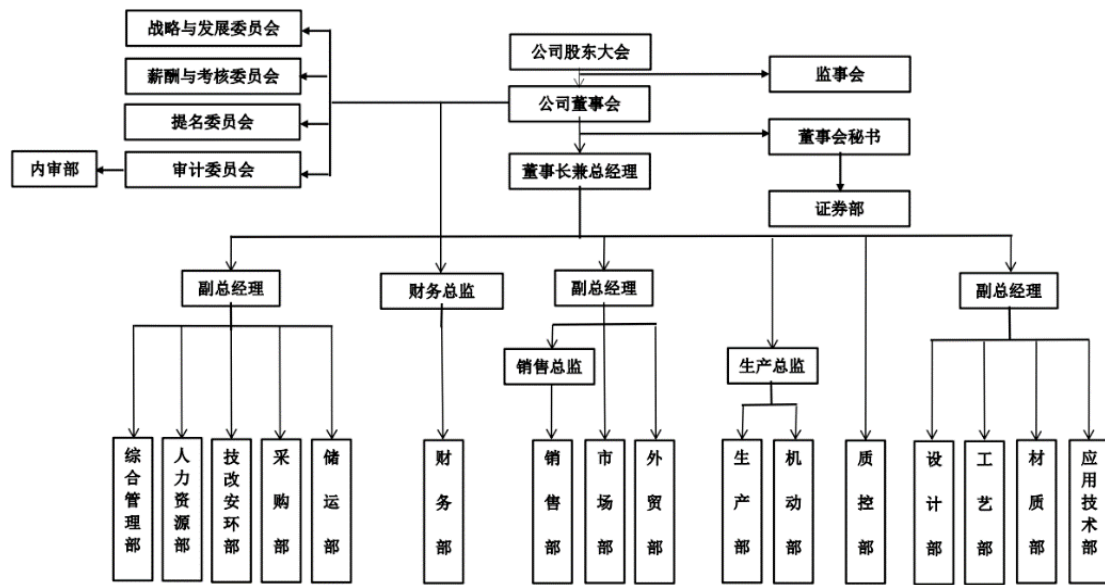 战略与发展委员会
公司股东大会
薪酬与考核委员会
监事会
公司董事会
提名委员会
董事会秘书
内审部
审计委员会
董事长兼总经理
证券部
副总经理
财务总监
副总经理
副总经理
销售总监
生产总监
综合管理部
人力资源部
技改安环部
采购部
储运部
财务部
销售部
市场部
外贸部
生产部
机动部
质控部
设计部
工艺部
材质部
应用技术部